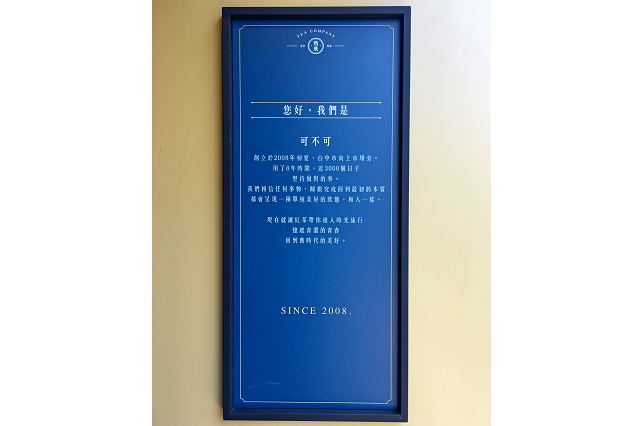 TEA COMPANY
熟成
您好，我們是
可不可
創立於2008年初夏、台中市向上市場旁。
用了8年時間、近3000個日子
堅持做對的事。
我們相信任何事物，歸根究底回到最初的本質
都會呈現一種單純美好的狀態，和人一樣。
現在就讓紅茶帶你進入時光旅行
憶起青澀的青春
回到舊時代的美好。
SINCE 2008.